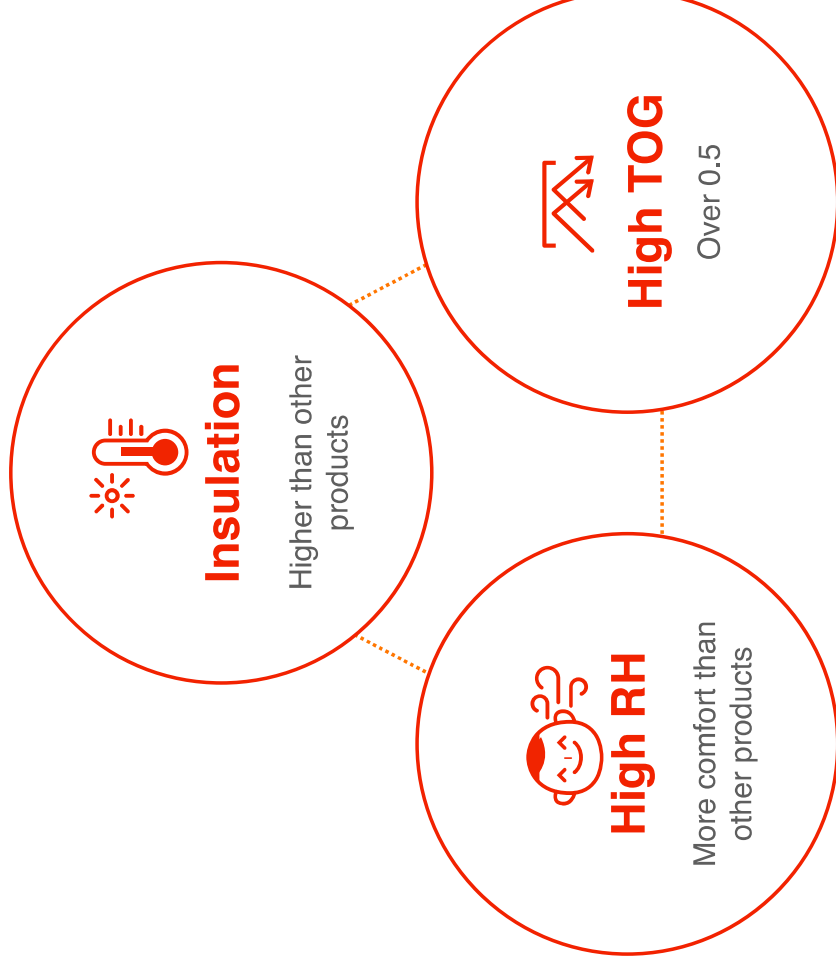 Insulation
Higher than other
products
High RH
More comfort than
other products
High TOG
Over 0.5